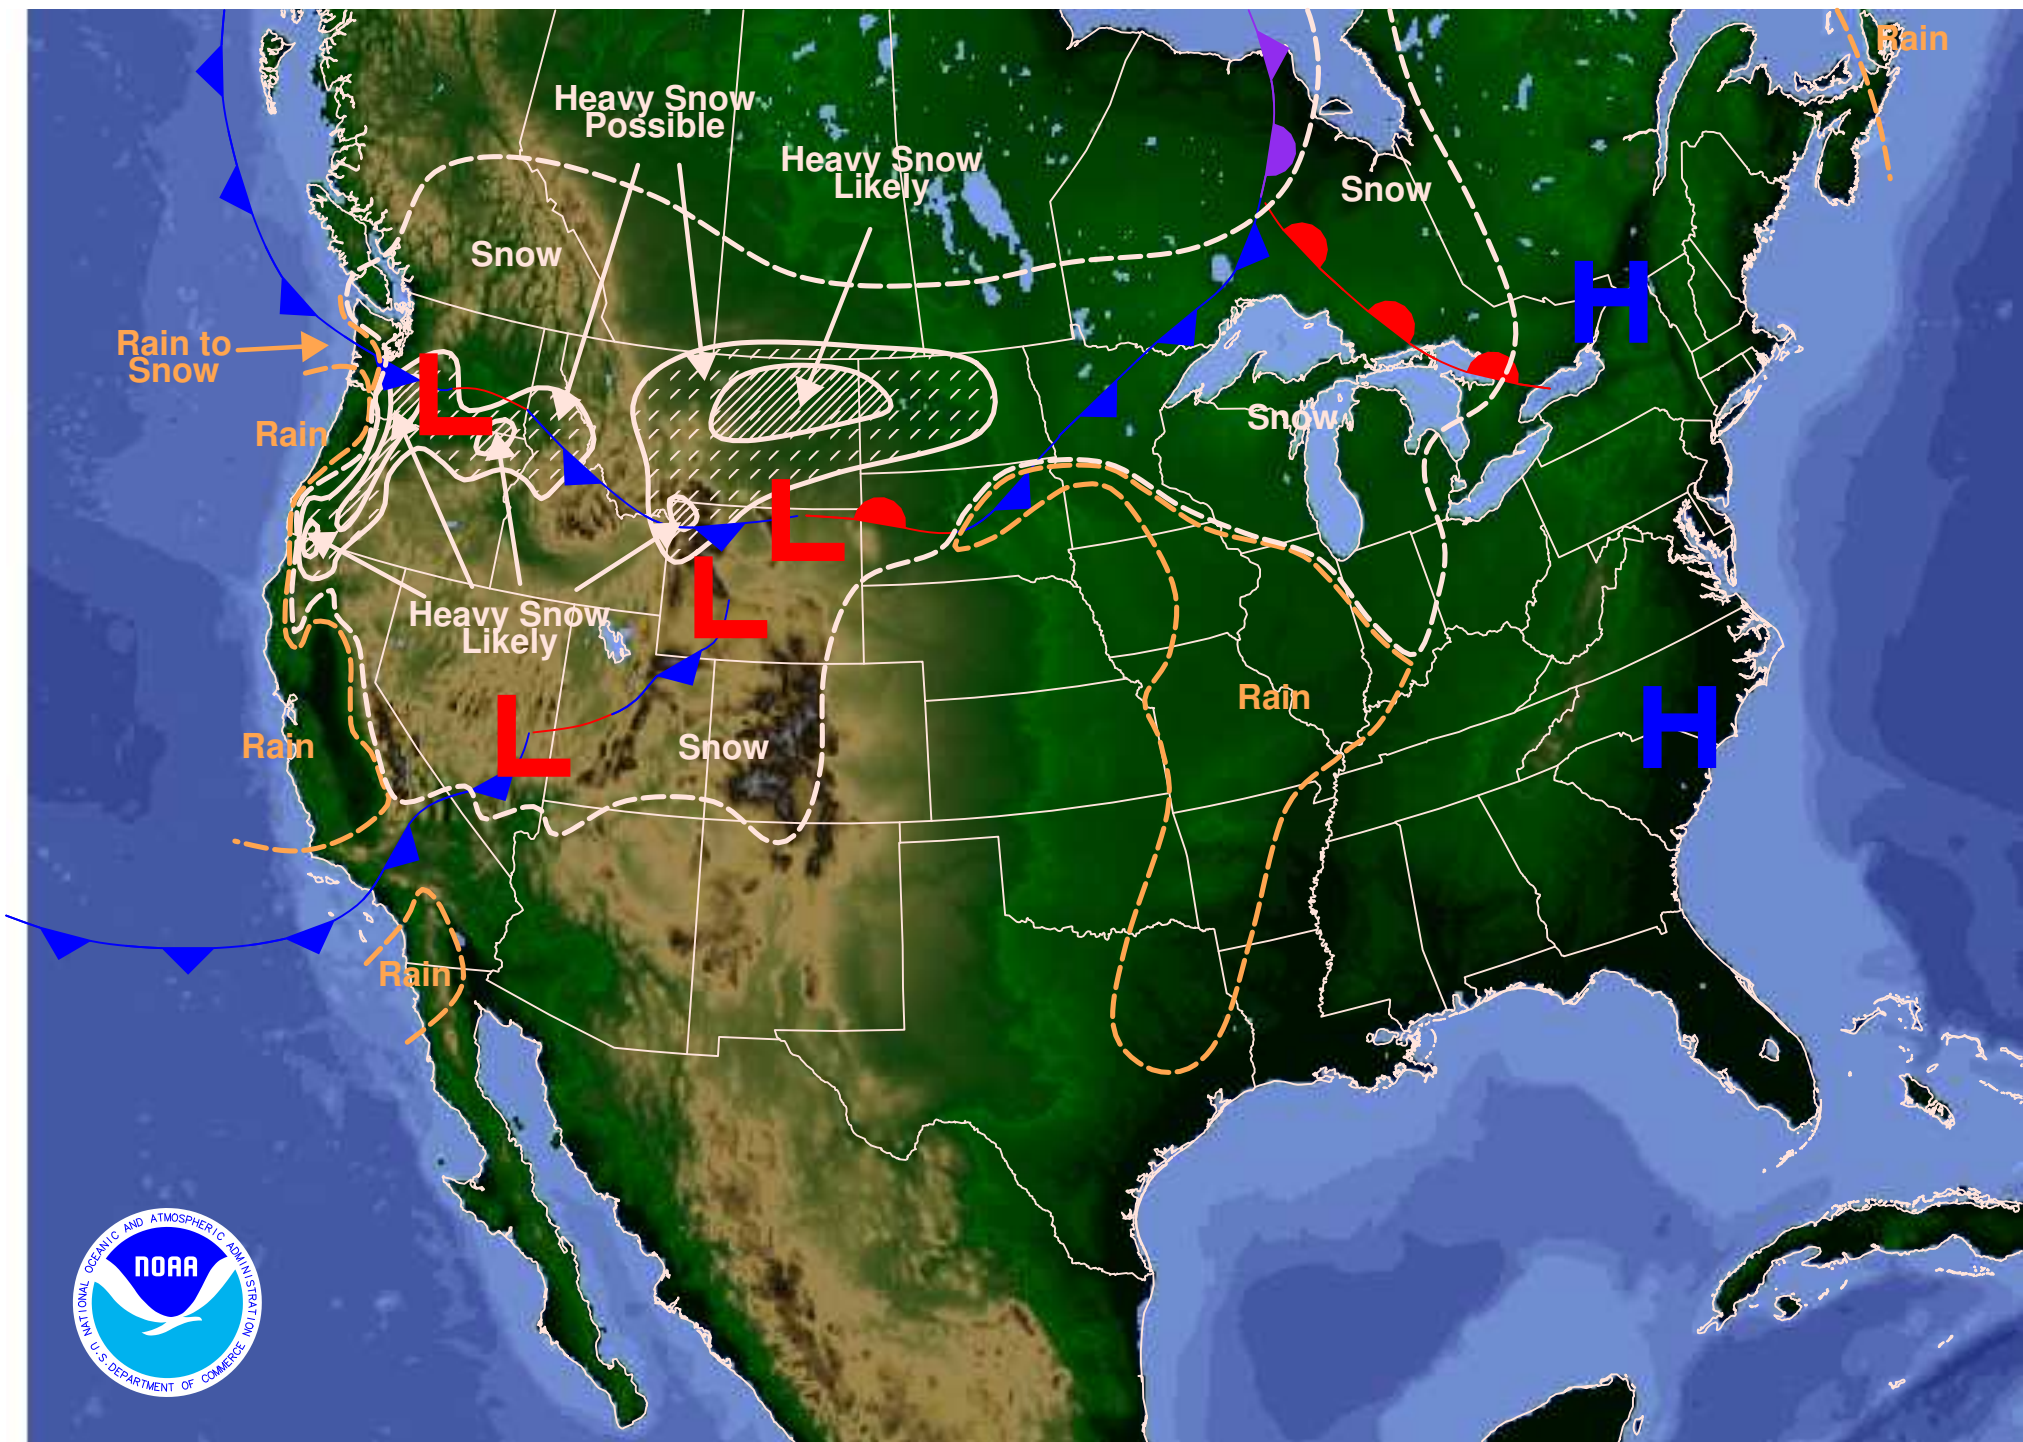 Rain
Heavy Snow
Possible
Heavy Snow
Likely
Snow
Snow
H
Rain to
Snow
L
Snow
Rain
L
L
Heavy Snow
Likely
Rain
H
L
Rain
Snow
Rain
NATIONAL OCEANIC AND ATMOSPHERIC ADMINISTRATION
NOAA
U.S. DEPARTMENT OF COMMERCE